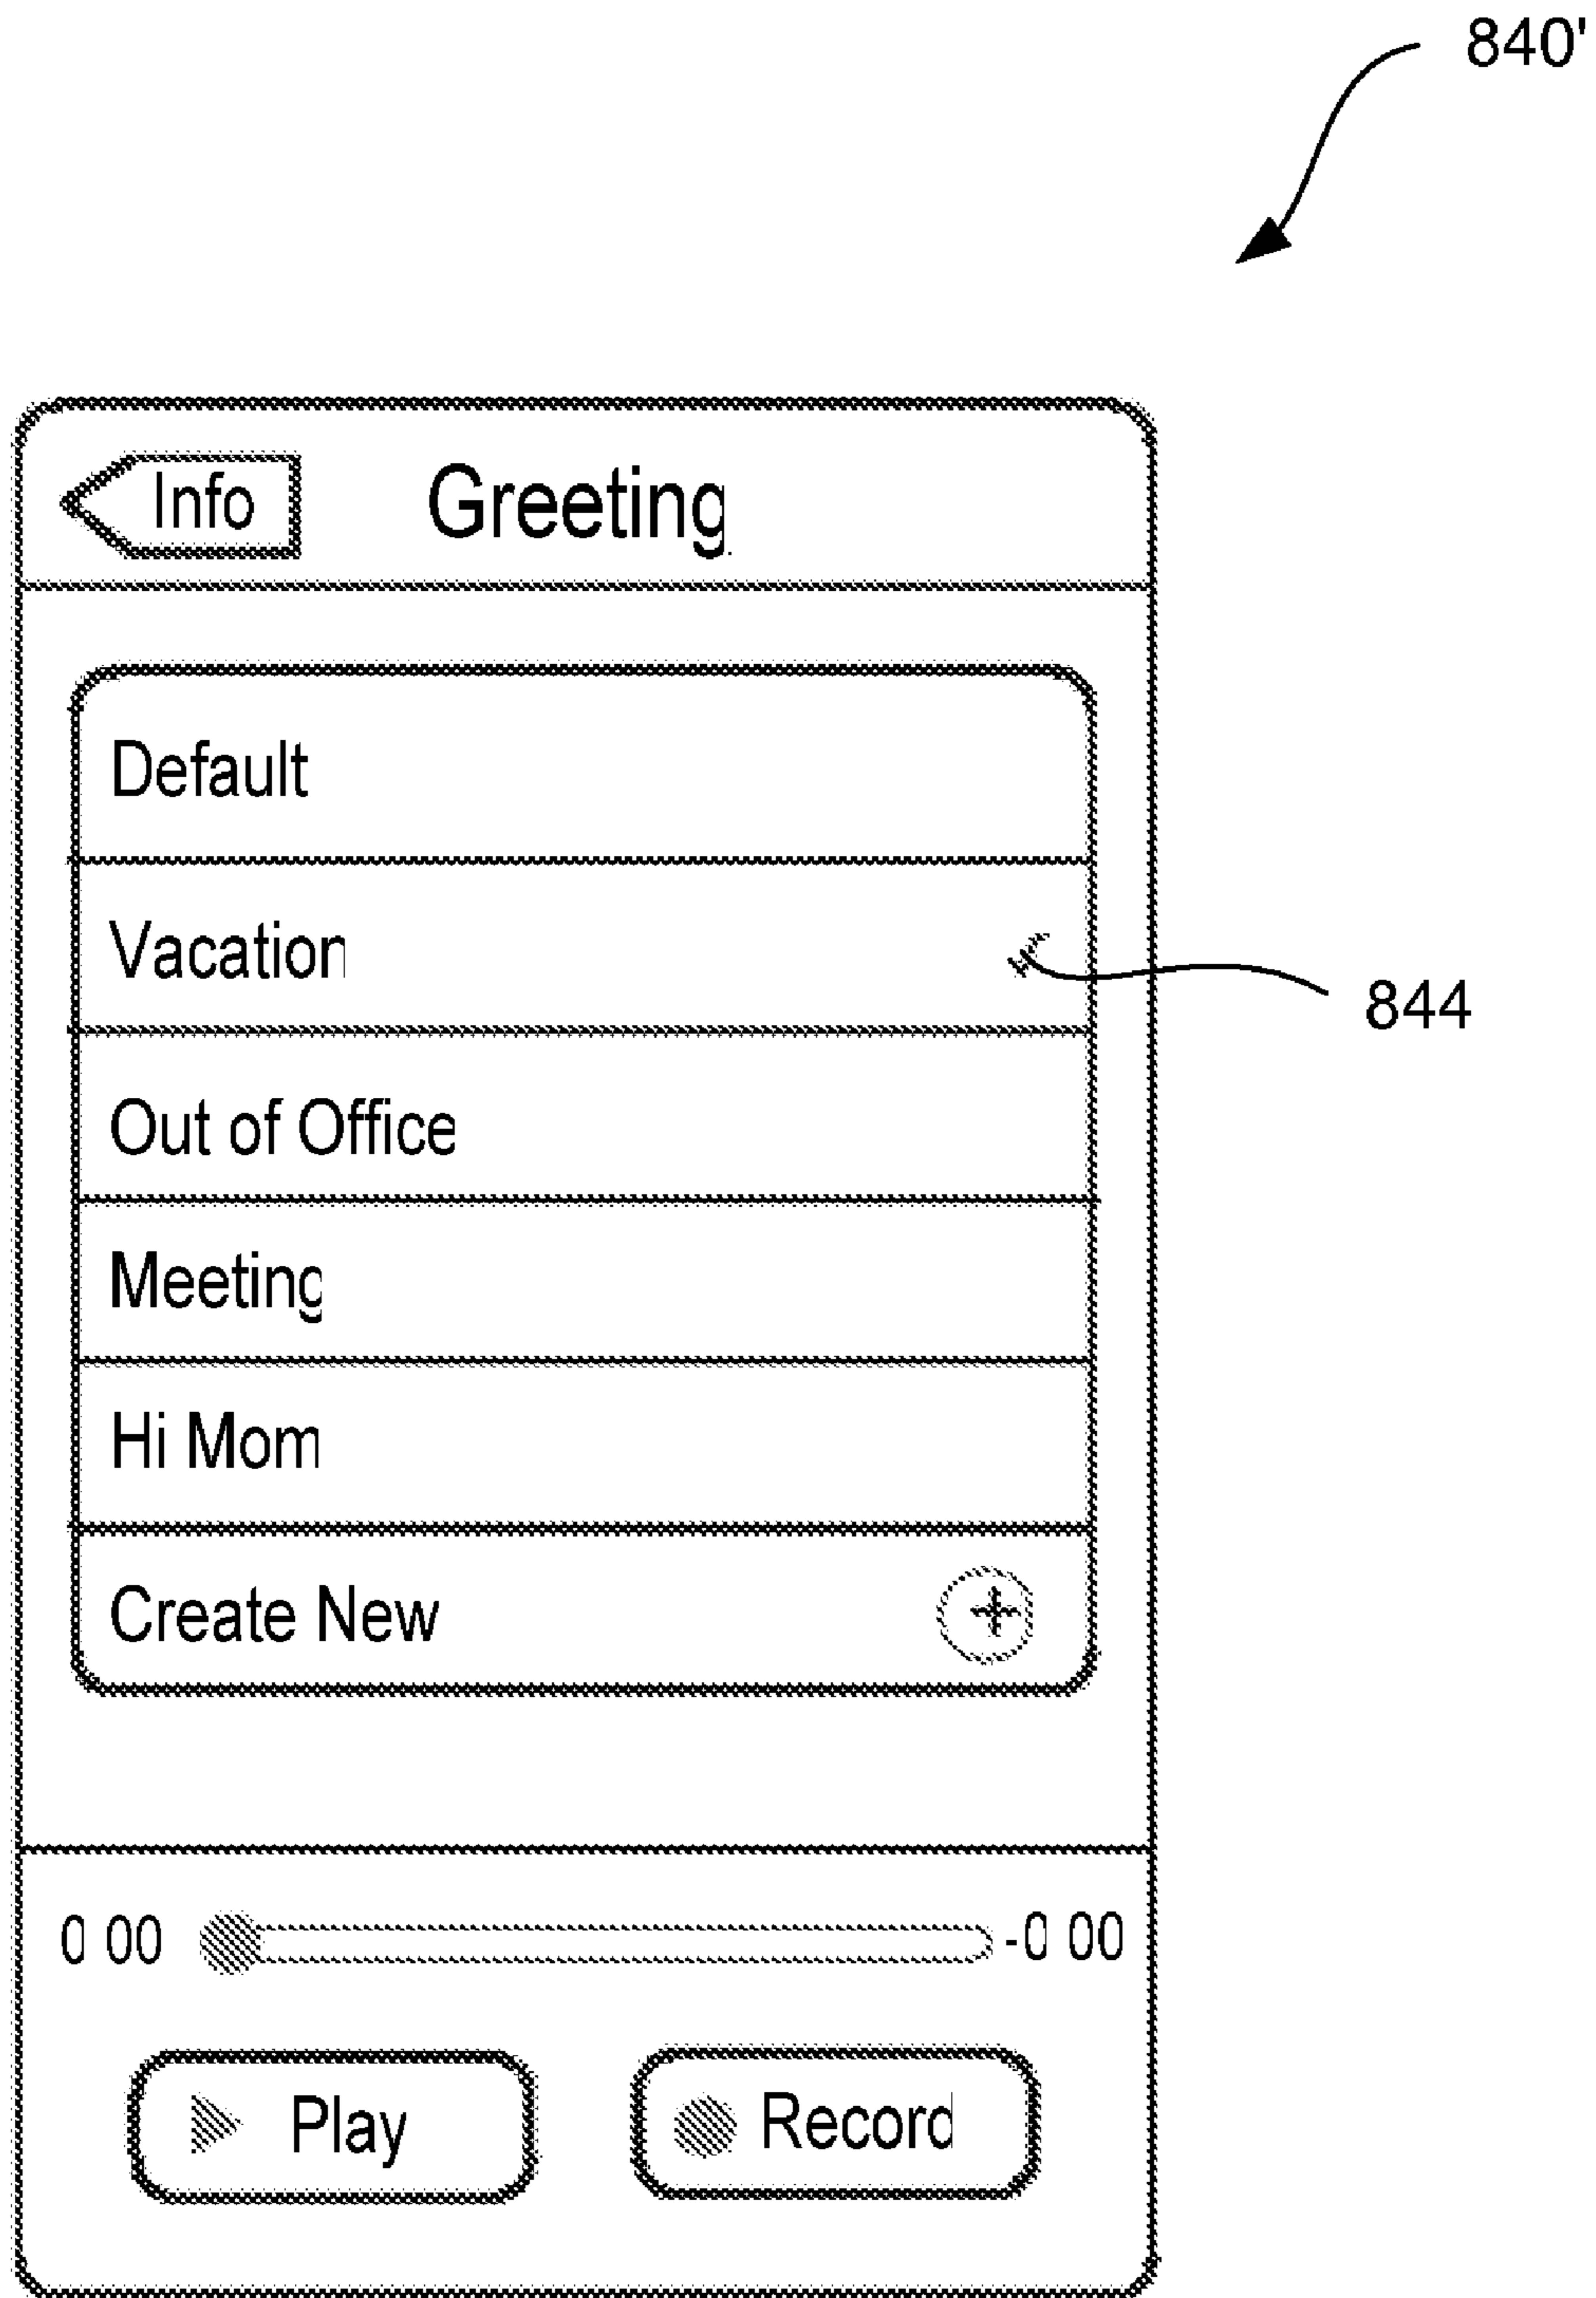 840'
Info Greeting
Default
Vacation
844
Out of Office
Meeting
Hi Mom
Create New +
0 00 -0 00
Play Record